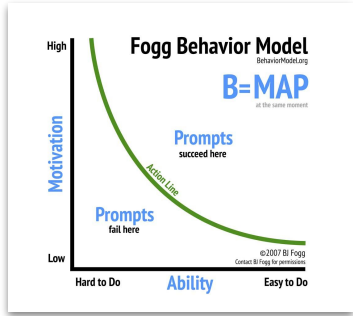 High
Fogg Behavior Model
BehaviorModel.org
B=MAP
at the same moment
Motivation
Prompts
succeed here
Action Line
Prompts
fail here
Low
©2007 BJ Fogg
Contact BJ Fogg for permissions
Hard to Do
Ability
Easy to Do